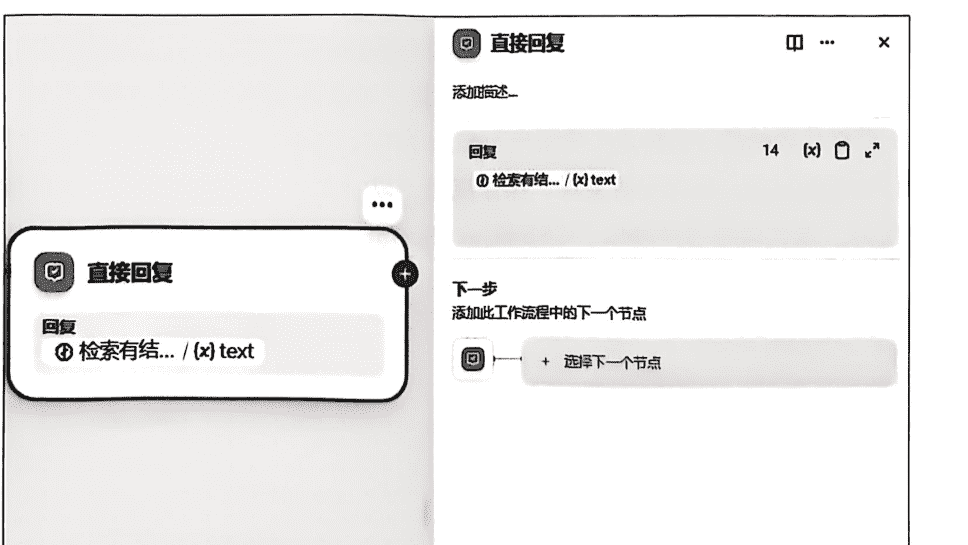 直接回复
回复
检索有结... / (x) text
直接回复
添加描述...
回复
14
(x)
检索有结... / (x) text
下一步
添加此工作流程中的下一个节点
+ 选择下一个节点